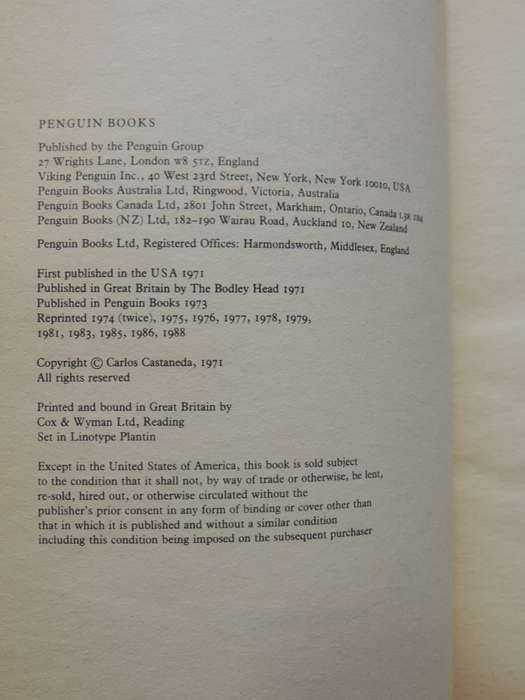 PENGUIN BOOKS
Published by the Penguin Group
27 Wrights Lane, London W8 5TZ, England
Viking Penguin Inc., 40 West 23rd Street, New York, New York 10010, USA
Penguin Books Australia Ltd, Ringwood, Victoria, Australia
Penguin Books Canada Ltd, 2801 John Street, Markham, Ontario, Canada L3R 1B4
Penguin Books (NZ) Ltd, 182–190 Wairau Road, Auckland 10, New Zealand
Penguin Books Ltd, Registered Offices: Harmondsworth, Middlesex, England
First published in the USA 1971
Published in Great Britain by The Bodley Head 1971
Published in Penguin Books 1973
Reprinted 1974 (twice), 1975, 1976, 1977, 1978, 1979,
1981, 1983, 1985, 1986, 1988
Copyright © Carlos Castaneda, 1971
All rights reserved
Printed and bound in Great Britain by
Cox & Wyman Ltd, Reading
Set in Linotype Plantin
Except in the United States of America, this book is sold subject
to the condition that it shall not, by way of trade or otherwise, be lent,
re-sold, hired out, or otherwise circulated without the
publisher's prior consent in any form of binding or cover other than
that in which it is published and without a similar condition
including this condition being imposed on the subsequent purchaser